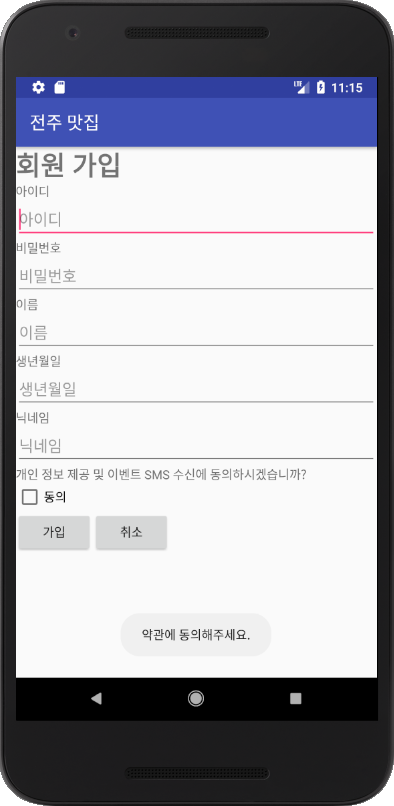 LTE 11:15
전주 맛집
회원 가입
아이디
아이디
비밀번호
비밀번호
이름
이름
생년월일
생년월일
닉네임
닉네임
개인 정보 제공 및 이벤트 SMS 수신에 동의하시겠습니까?
동의
가입 취소
약관에 동의해주세요.